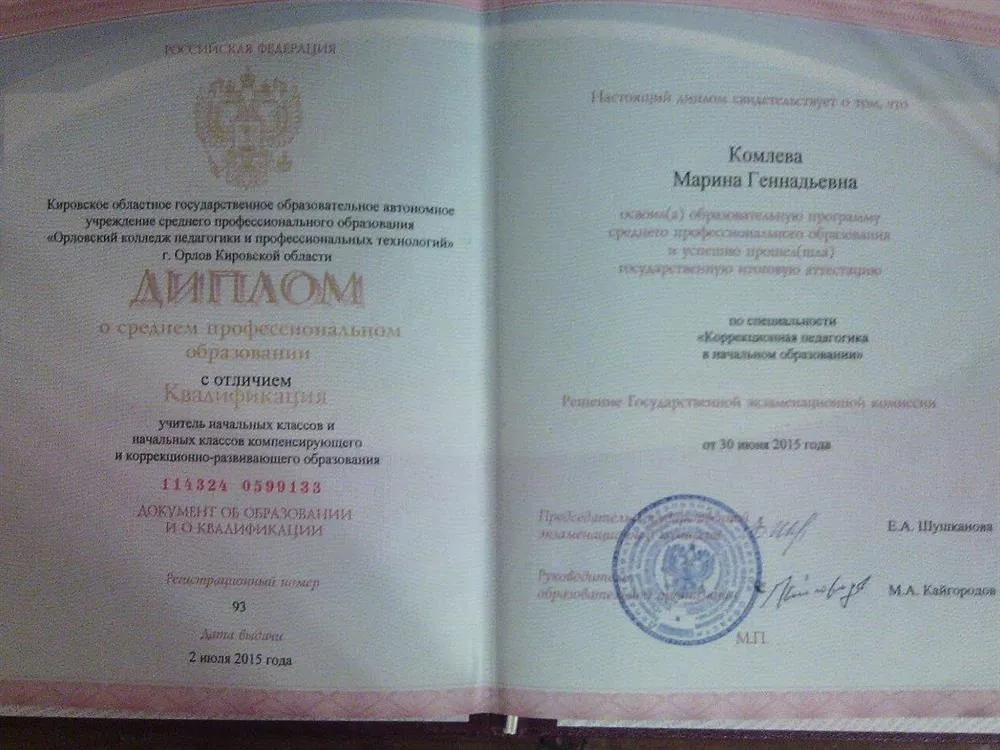 РОССИЙСКАЯ ФЕДЕРАЦИЯ
Кировское областное государственное образовательное автономное
учреждение среднего профессионального образования
«Орловский колледж педагогики и профессиональных технологий»
г. Орлов Кировской области
ДИПЛОМ
о среднем профессиональном
образовании
с отличием
Квалификация
учитель начальных классов и
начальных классов компенсирующего
и коррекционно-развивающего образования
114324 0599133
ДОКУМЕНТ ОБ ОБРАЗОВАНИИ
И О КВАЛИФИКАЦИИ
Регистрационный номер
93
Дата выдачи
2 июля 2015 года
Настоящий диплом свидетельствует о том, что
Комлева
Марина Геннадьевна
освоил(а) образовательную программу
среднего профессионального образования
и успешно прошел(шла)
государственную итоговую аттестацию
по специальности
«Коррекционная педагогика
в начальном образовании»
Решение Государственной экзаменационной комиссии
от 30 июня 2015 года
Председатель
экзаменационной
Е.А. Шушканова
Руководитель
образовательной
М.А. Кайгородов
М.П.